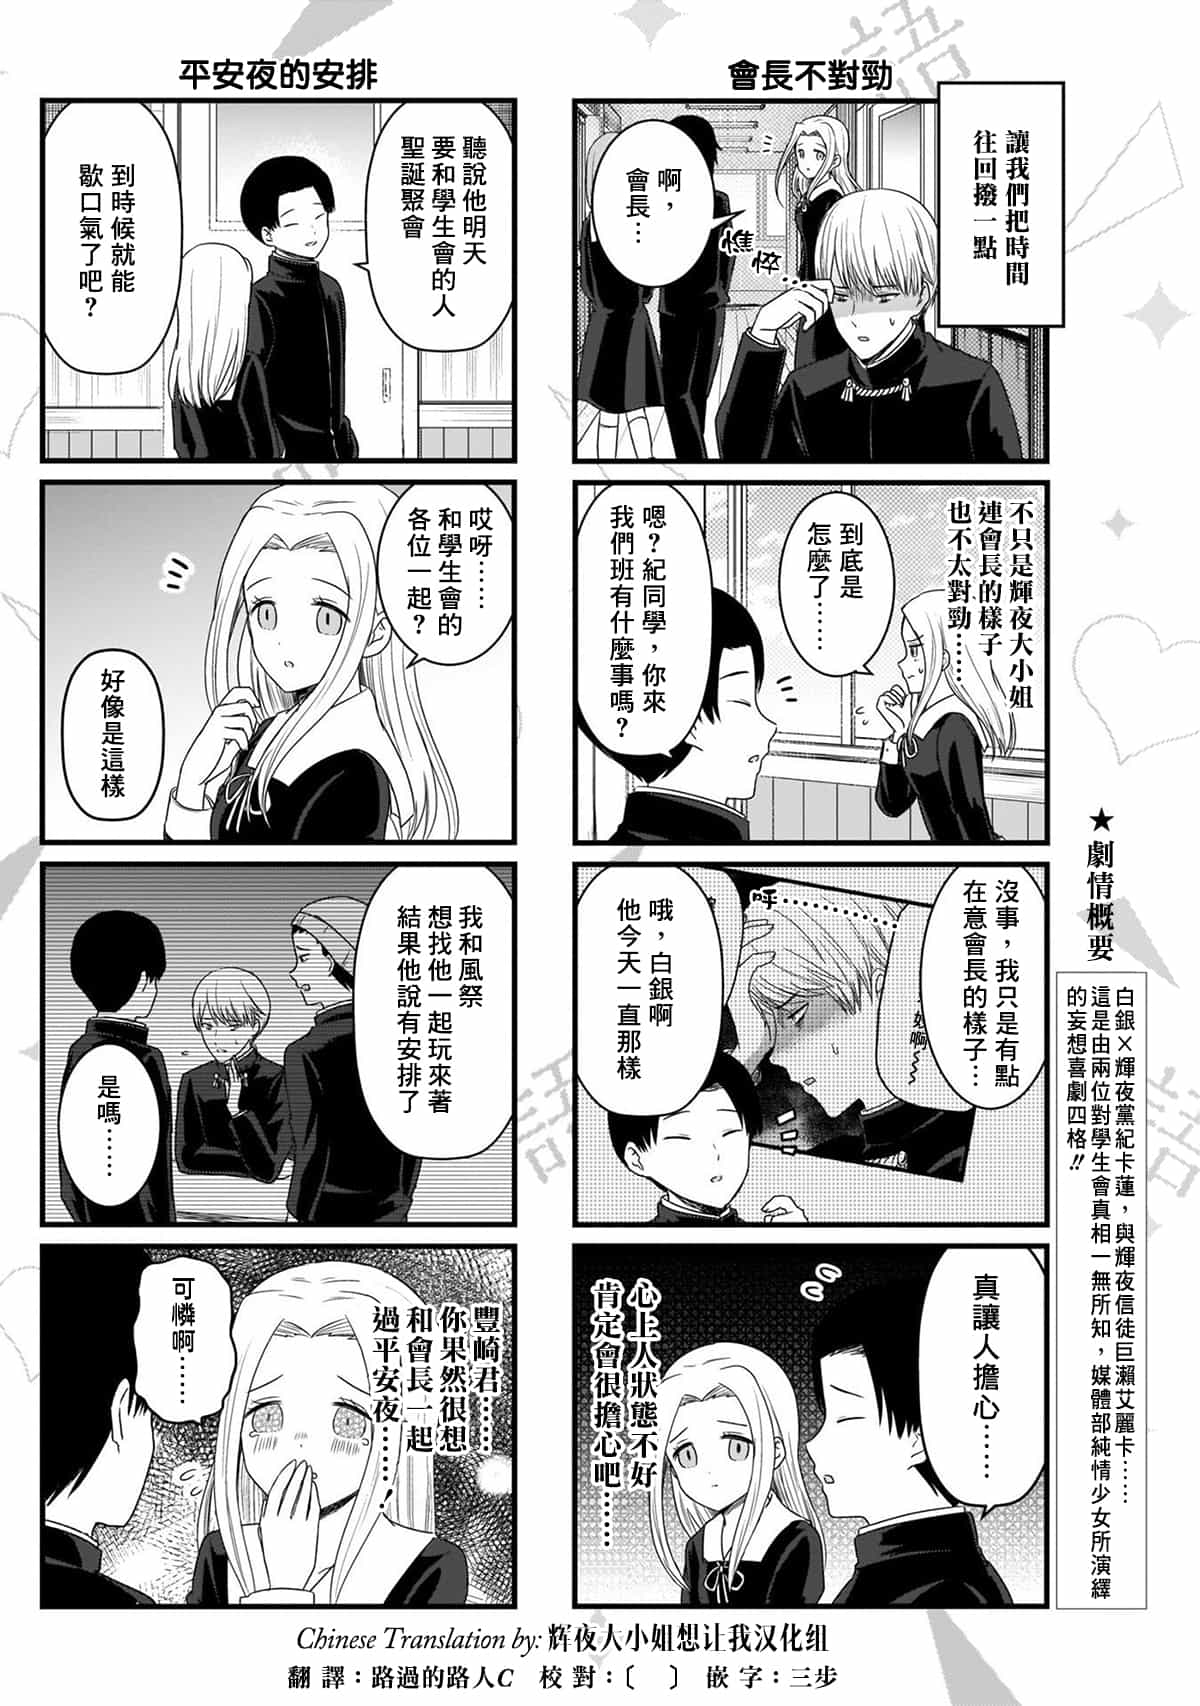 會長不對勁
讓我們把時間
往回撥一點
啊，
會長…
憔悴…
不只是輝夜大小姐
連會長的樣子
也不太對勁……
到底是
怎麼了……
嗯？紀同學，你來
我們班有什麼事嗎？
沒事，我只是有點
在意會長的樣子…
呼……
哦，白銀啊
他今天一直那樣
真讓人擔心……
心上人狀態不好
肯定會很擔心吧……
平安夜的安排
聽說他明天
要和學生會的人
聖誕聚會
到時候就能
歇口氣了吧？
哎呀……
和學生會的
各位一起？
好像是這樣
我和風祭
想找他一起玩來著
結果他說有安排了
是嗎……
豐崎君……
你果然很想
和會長一起
過平安夜……！
可憐啊……
★劇情概要
白銀×輝夜黨紀卡蓮，與輝夜信徒巨瀨艾麗卡……
這是由兩位對學生會真相一無所知，媒體部純情少女所演繹
的妄想喜劇四格！！
Chinese Translation by: 辉夜大小姐想让我汉化组
翻譯：路過的路人C 校對：〔 〕 嵌字：三步